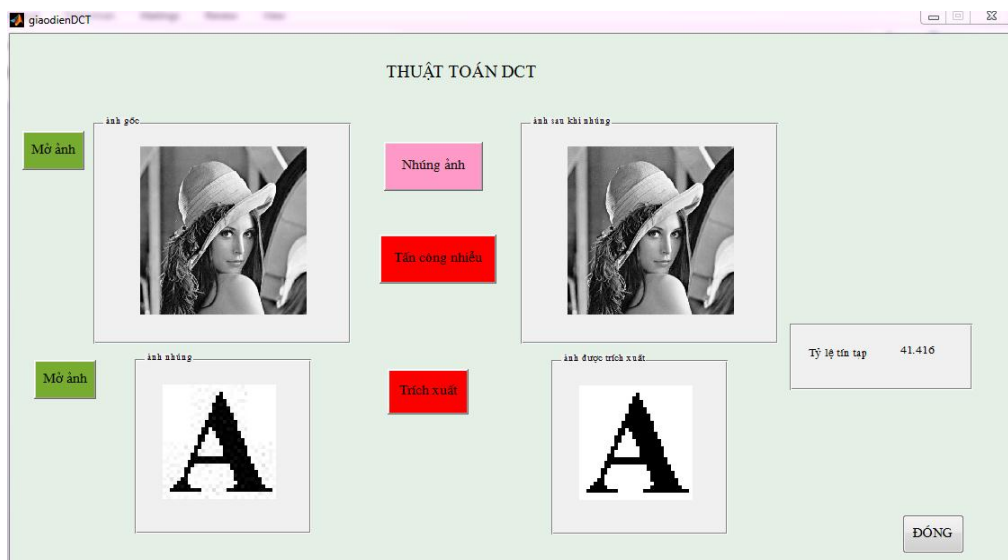 giaodienDCT
THUẬT TOÁN DCT
Mở ảnh
ảnh gốc
Nhúng ảnh
ảnh sau khi nhúng
Tấn công nhiễu
Mở ảnh
ảnh nhúng
A
Trích xuất
ảnh được trích xuất
A
Tỷ lệ tín tạp
41.416
ĐÓNG